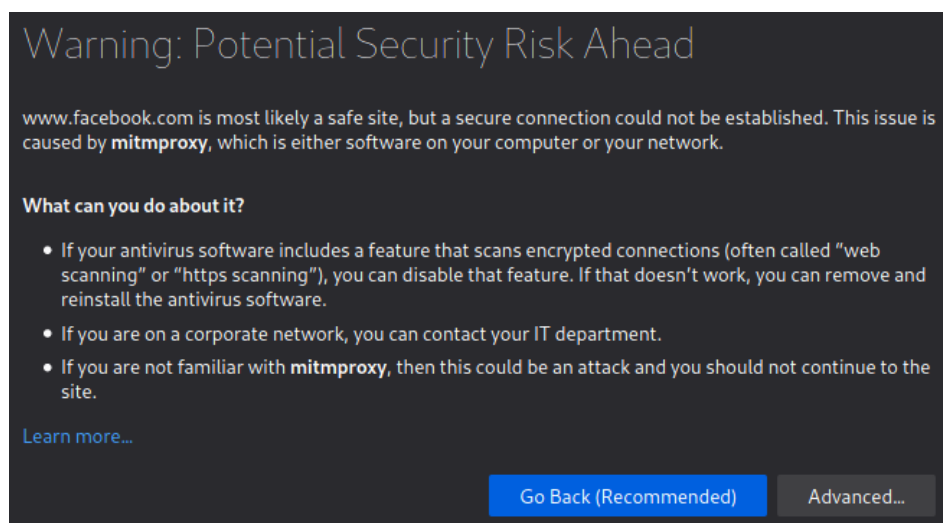 Warning: Potential Security Risk Ahead
www.facebook.com is most likely a safe site, but a secure connection could not be established. This issue is
caused by mitmproxy, which is either software on your computer or your network.
What can you do about it?
• If your antivirus software includes a feature that scans encrypted connections (often called “web
scanning” or “https scanning”), you can disable that feature. If that doesn’t work, you can remove and
reinstall the antivirus software.
• If you are on a corporate network, you can contact your IT department.
• If you are not familiar with mitmproxy, then this could be an attack and you should not continue to the
site.
Learn more…
Go Back (Recommended)
Advanced…